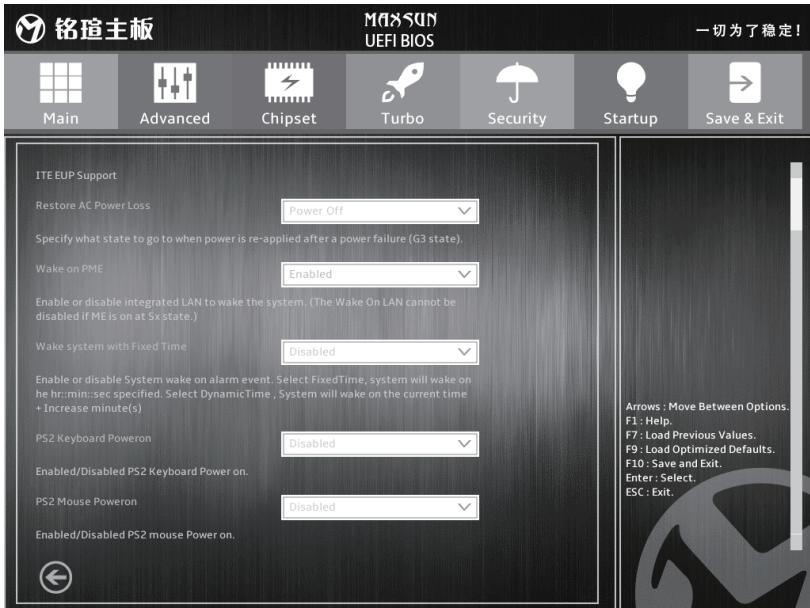 铭瑄主板
MAXSUN
UEFI BIOS
一切为了稳定!
Main
Advanced
Chipset
Turbo
Security
Startup
Save & Exit
ITE EUP Support
Restore AC Power Loss
Power Off
Specify what state to go to when power is re-applied after a power failure (G3 state).
Wake on PME
Enabled
Enable or disable integrated LAN to wake the system. (The Wake On LAN cannot be
disabled if ME is on at Sx state.)
Wake system with Fixed Time
Disabled
Enable or disable System wake on alarm event. Select FixedTime, system will wake on
he hr::min::sec specified. Select DynamicTime , System will wake on the current time
+ Increase minute(s)
PS2 Keyboard Poweron
Disabled
Enabled/Disabled PS2 Keyboard Power on.
PS2 Mouse Poweron
Disabled
Enabled/Disabled PS2 mouse Power on.
Arrows : Move Between Options.
F1 : Help.
F7 : Load Previous Values.
F9 : Load Optimized Defaults.
F10 : Save and Exit.
Enter : Select.
ESC : Exit.